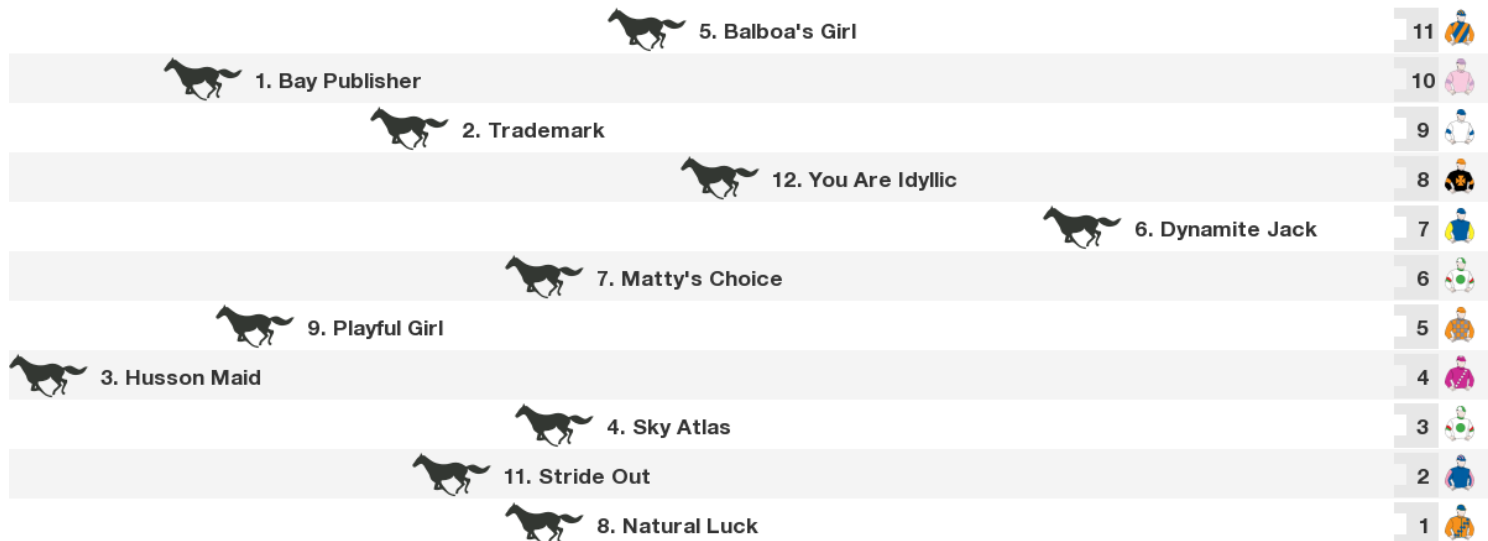 5. Balboa's Girl 11
1. Bay Publisher 10
2. Trademark 9
12. You Are Idyllic 8
6. Dynamite Jack 7
7. Matty's Choice 6
9. Playful Girl 5
3. Husson Maid 4
4. Sky Atlas 3
11. Stride Out 2
8. Natural Luck 1